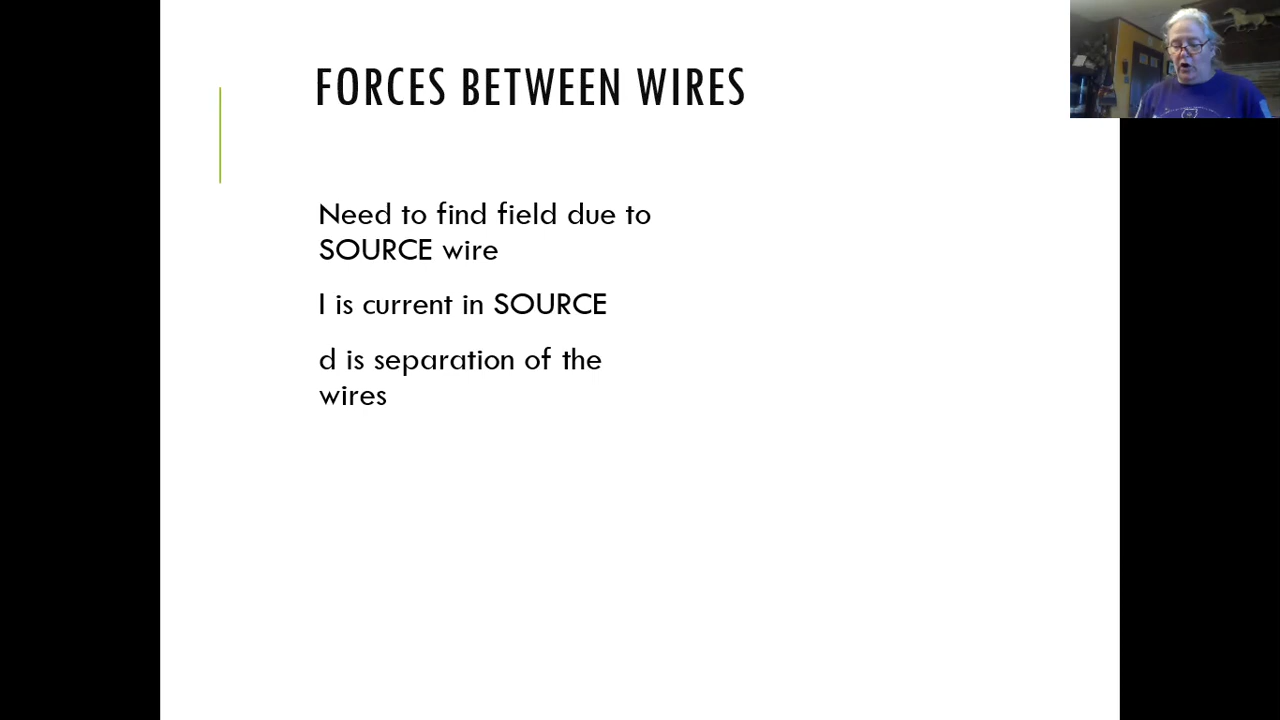 FORCES BETWEEN WIRES
Need to find field due to
SOURCE wire
I is current in SOURCE
d is separation of the
wires